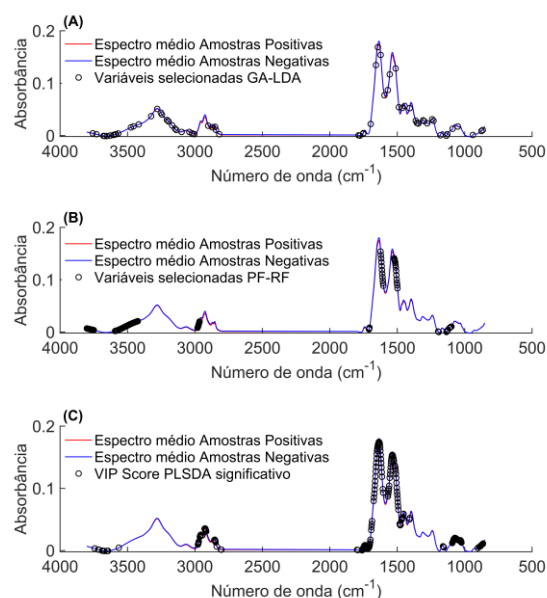 (A)
0.2
0.1
0
Absorbância
Espectro médio Amostras Positivas
Espectro médio Amostras Negativas
Variáveis selecionadas GA-LDA
4000 3500 3000 2500 2000 1500 1000 500
Número de onda (cm-1)
(B)
0.2
0.1
0
Absorbância
Espectro médio Amostras Positivas
Espectro médio Amostras Negativas
Variáveis selecionadas PF-RF
4000 3500 3000 2500 2000 1500 1000 500
Número de onda (cm-1)
(C)
0.2
0.1
0
Absorbância
Espectro médio Amostras Positivas
Espectro médio Amostras Negativas
VIP Score PLSDA significativo
4000 3500 3000 2500 2000 1500 1000 500
Número de onda (cm-1)